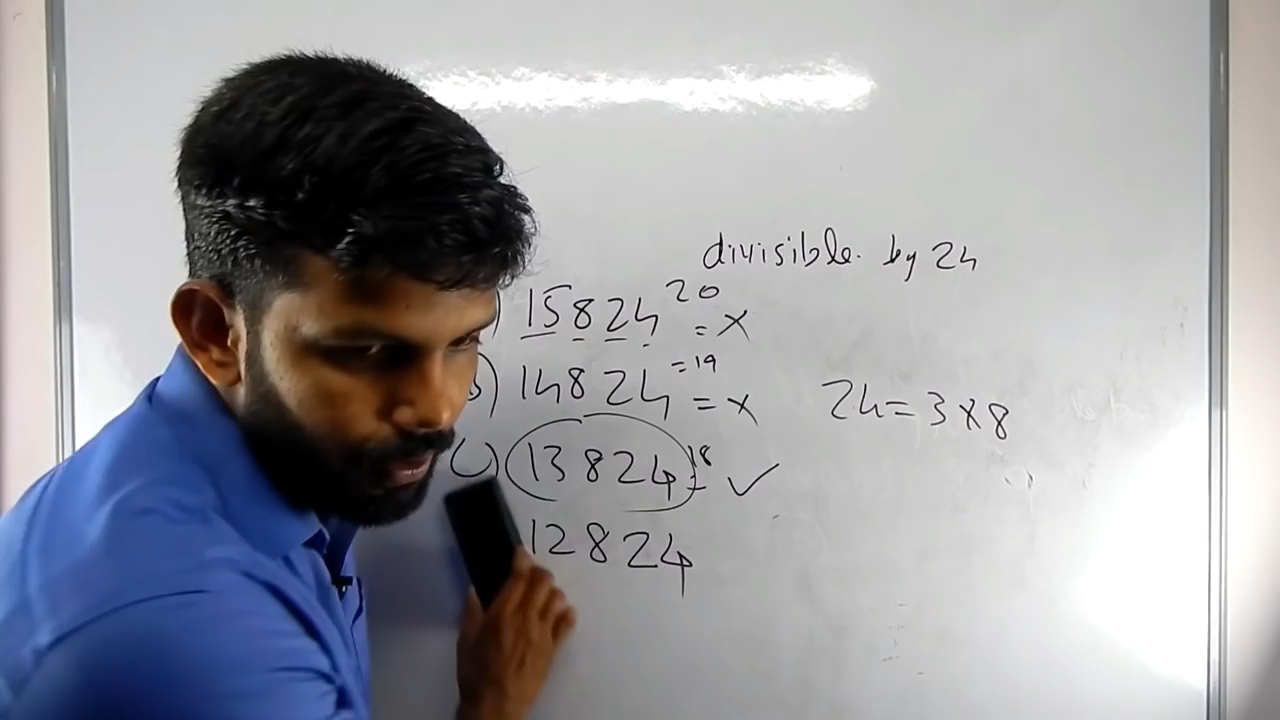 divisible. by 24
) 15824 20 = x
) 14824 =19 = x
C) 13824 18 = ✓
12824
24 = 3 x 8